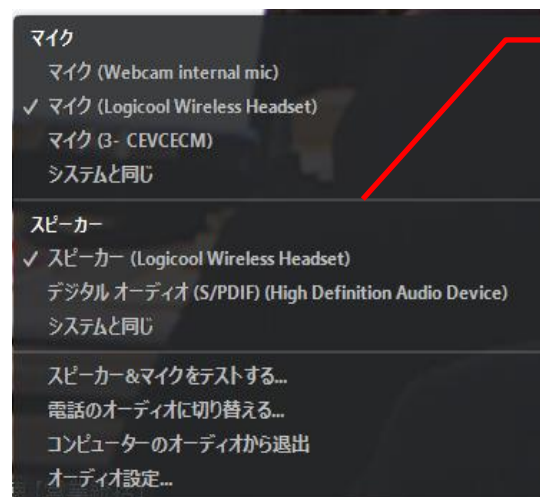 マイク
マイク (Webcam internal mic)
✓ マイク (Logicool Wireless Headset)
マイク (3- CEVCECM)
システムと同じ
スピーカー
✓ スピーカー (Logicool Wireless Headset)
デジタル オーディオ (S/PDIF) (High Definition Audio Device)
システムと同じ
スピーカー&マイクをテストする...
電話のオーディオに切り替える...
コンピューターのオーディオから退出
オーディオ設定...